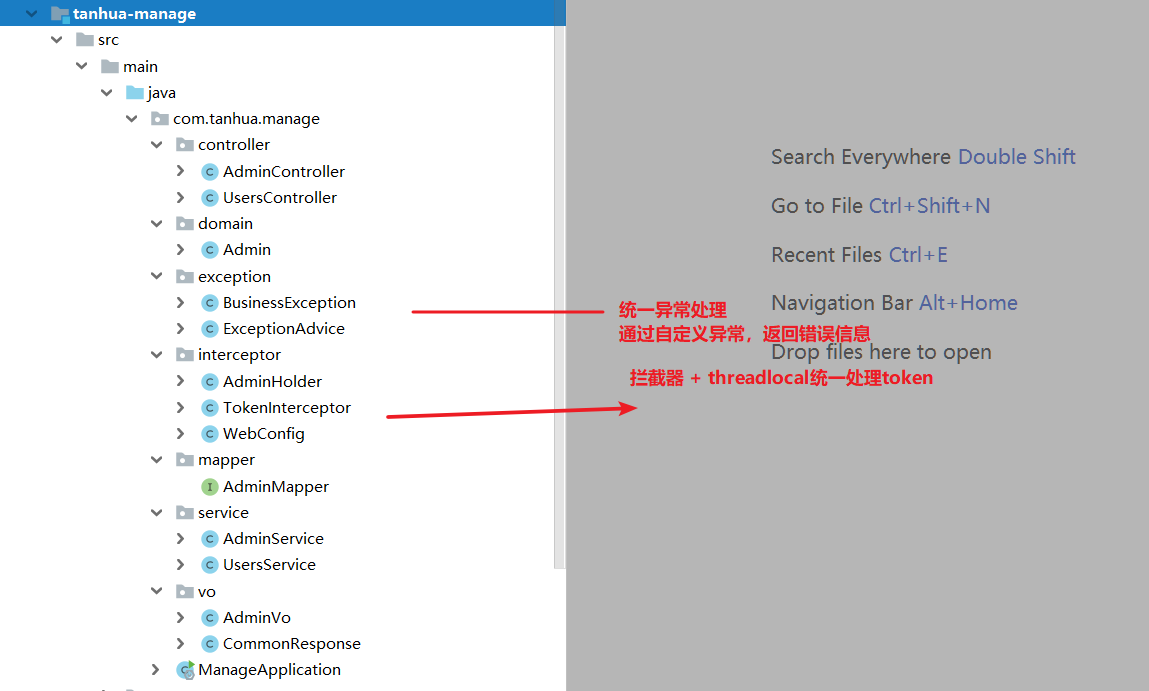 tanhua-manage
src
main
java
com.tanhua.manage
controller
C AdminController
C UsersController
domain
C Admin
exception
C BusinessException
C ExceptionAdvice
interceptor
C AdminHolder
C TokenInterceptor
C WebConfig
mapper
I AdminMapper
service
C AdminService
C UsersService
vo
C AdminVo
C CommonResponse
ManageApplication
Search Everywhere Double Shift
Go to File Ctrl+Shift+N
Recent Files Ctrl+E
Navigation Bar Alt+Home
统一异常处理
通过自定义异常，返回错误信息
Drop files here to open
拦截器 + threadlocal统一处理token